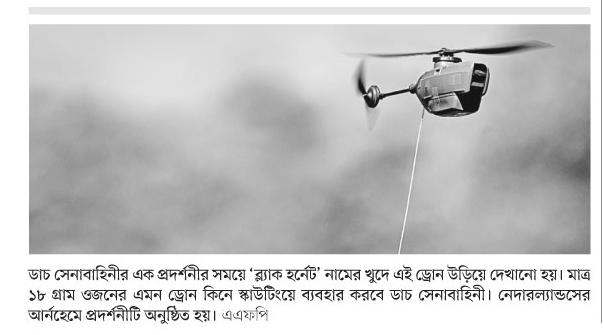 ডাচ সেনাবাহিনীর এক প্রদর্শনীর সময়ে ‘ব্ল্যাক হর্নেট’ নামের খুদে এই ড্রোন উড়িয়ে দেখানো হয়। মাত্র
১৮ গ্রাম ওজনের এমন ড্রোন কিনে স্কাউটিংয়ে ব্যবহার করবে ডাচ সেনাবাহিনী। নেদারল্যান্ডসের
আর্নহেমে প্রদর্শনীটি অনুষ্ঠিত হয়। এএফপি